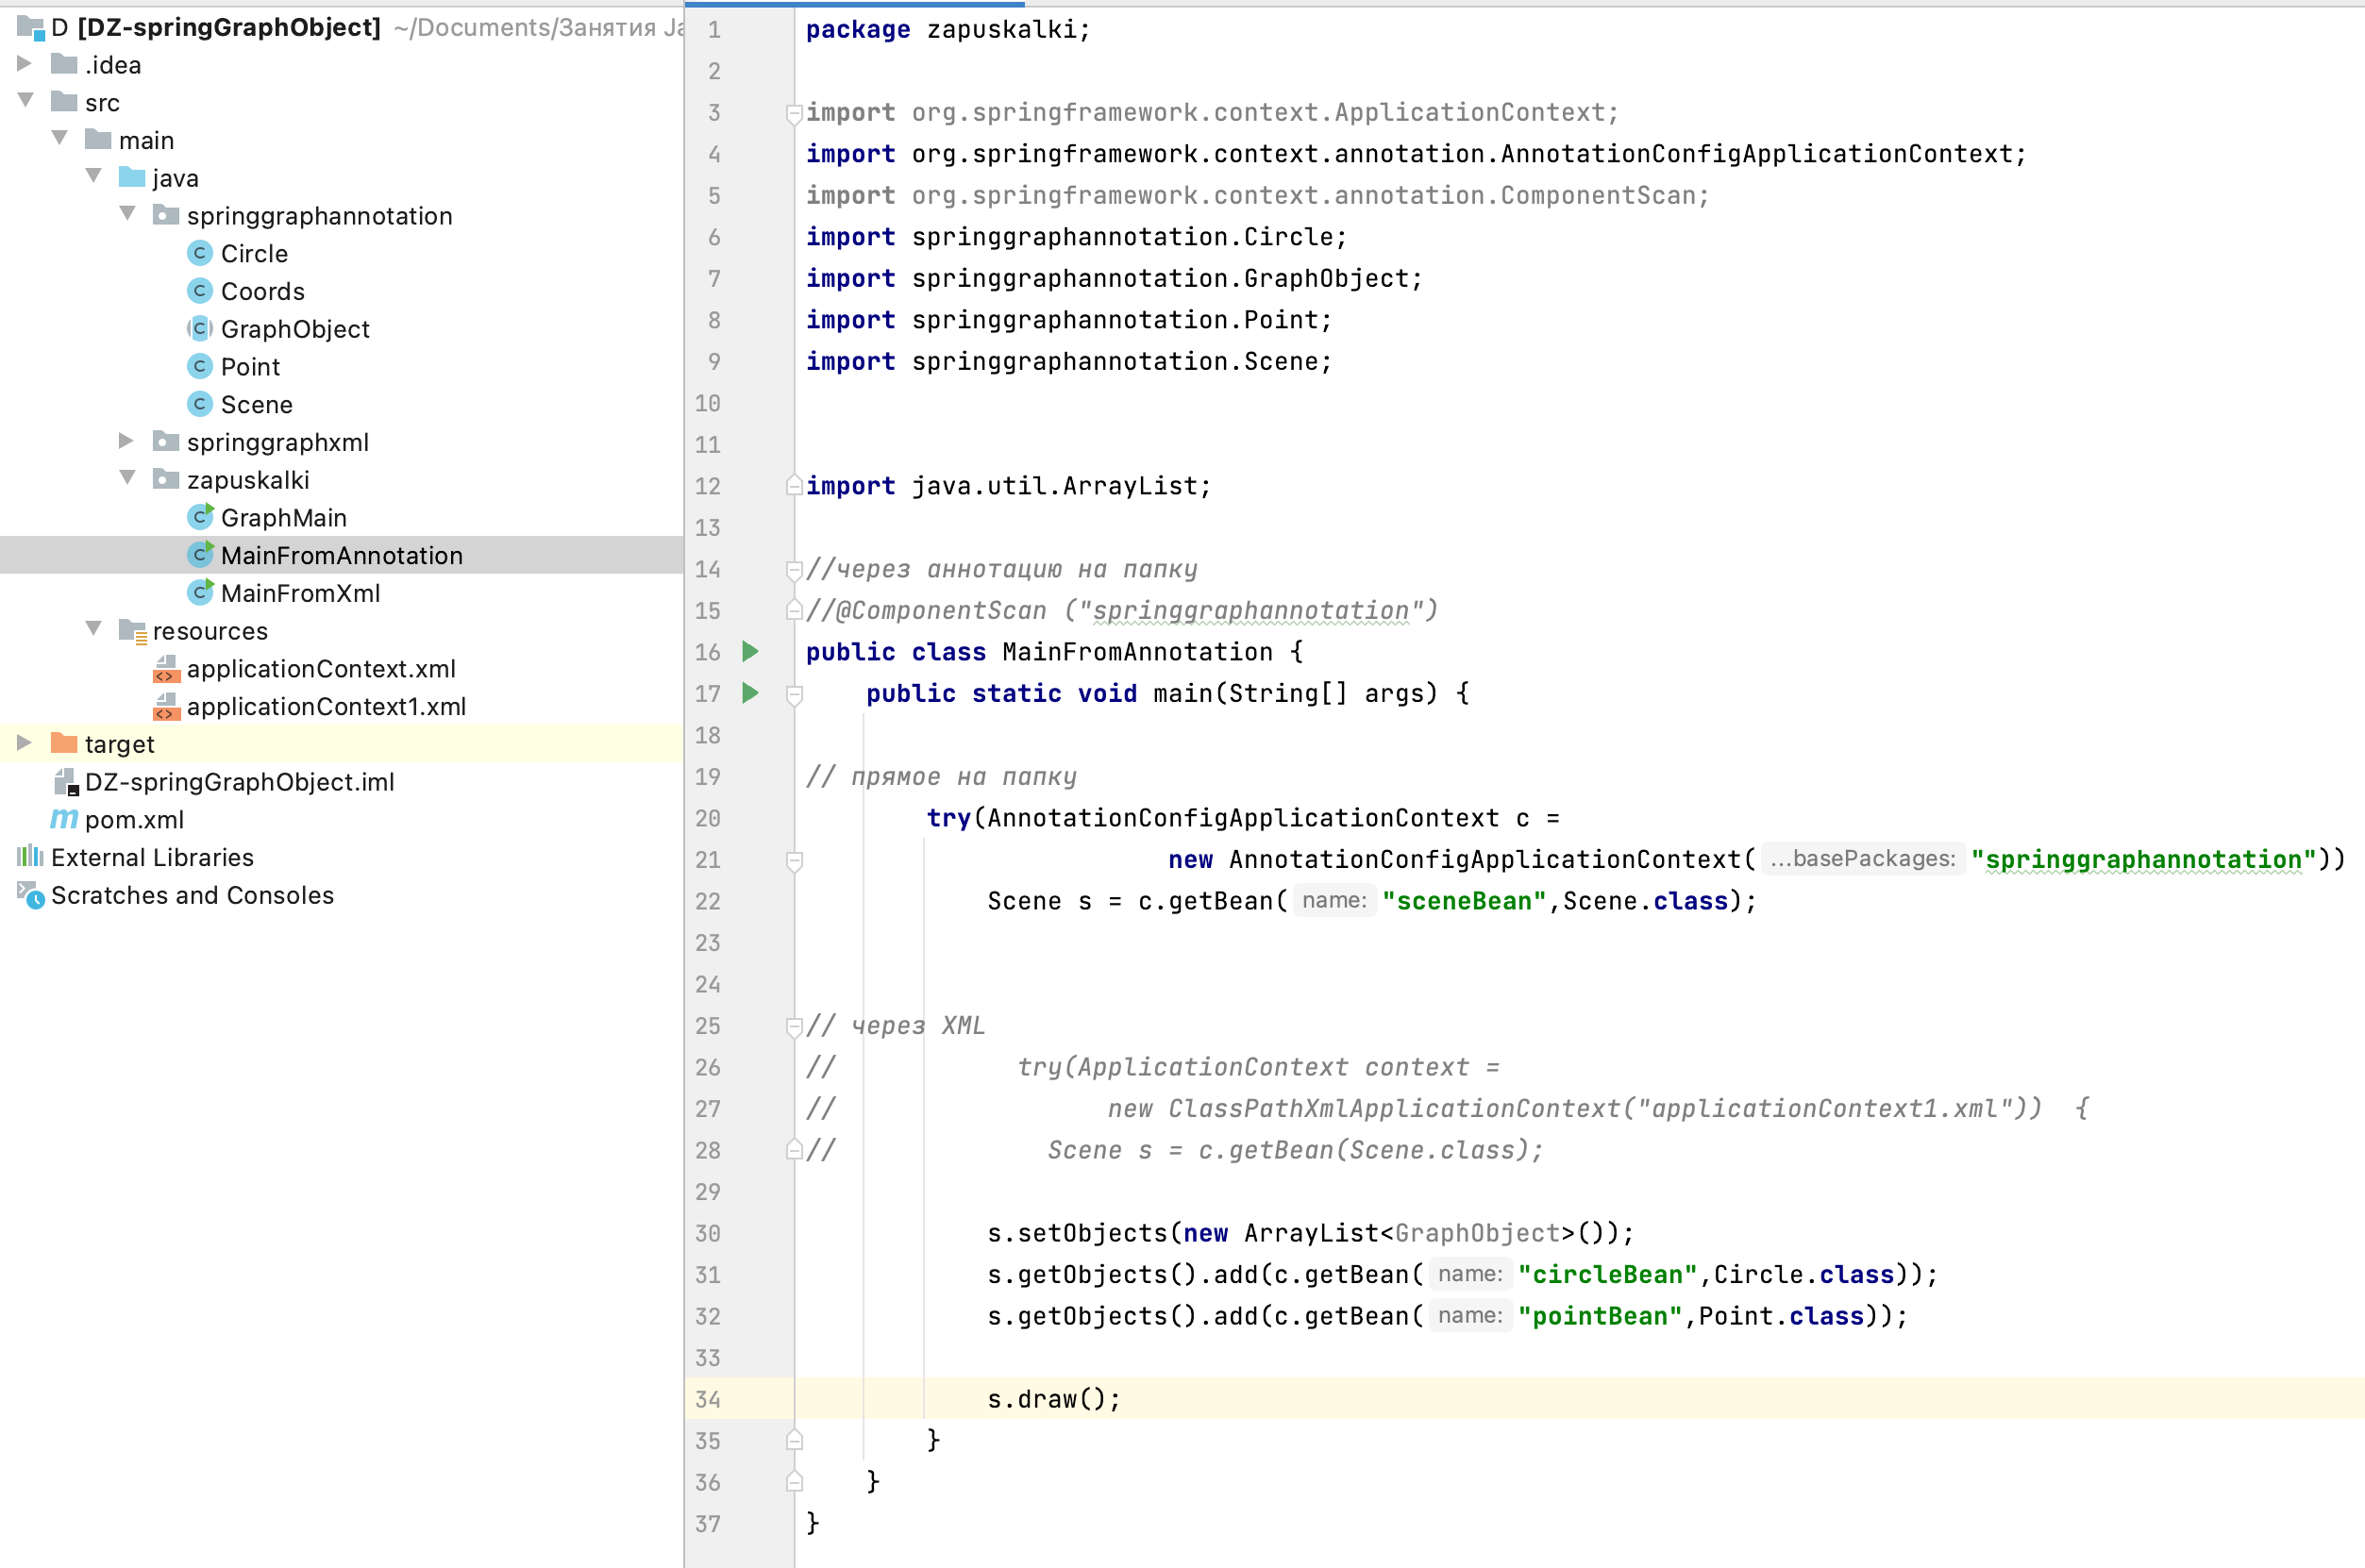 D [DZ-springGraphObject] ~/Documents/Занятия Ja
.idea
src
main
java
springgraphannotation
Circle
Coords
GraphObject
Point
Scene
springgraphxml
zapuskalki
GraphMain
MainFromAnnotation
MainFromXml
resources
applicationContext.xml
applicationContext1.xml
target
DZ-springGraphObject.iml
pom.xml
External Libraries
Scratches and Consoles
1 package zapuskalki;
2
3 import org.springframework.context.ApplicationContext;
4 import org.springframework.context.annotation.AnnotationConfigApplicationContext;
5 import org.springframework.context.annotation.ComponentScan;
6 import springgraphannotation.Circle;
7 import springgraphannotation.GraphObject;
8 import springgraphannotation.Point;
9 import springgraphannotation.Scene;
10
11
12 import java.util.ArrayList;
13
14 //через аннотацию на папку
15 //@ComponentScan ("springgraphannotation")
16 public class MainFromAnnotation {
17 public static void main(String[] args) {
18
19 // прямое на папку
20 try(AnnotationConfigApplicationContext c =
21 new AnnotationConfigApplicationContext( ...basePackages: "springgraphannotation"))
22 Scene s = c.getBean( name: "sceneBean",Scene.class);
23
24
25 // через XML
26 // try(ApplicationContext context =
27 // new ClassPathXmlApplicationContext("applicationContext1.xml")) {
28 // Scene s = c.getBean(Scene.class);
29
30 s.setObjects(new ArrayList<GraphObject>());
31 s.getObjects().add(c.getBean( name: "circleBean",Circle.class));
32 s.getObjects().add(c.getBean( name: "pointBean",Point.class));
33
34 s.draw();
35 }
36 }
37 }